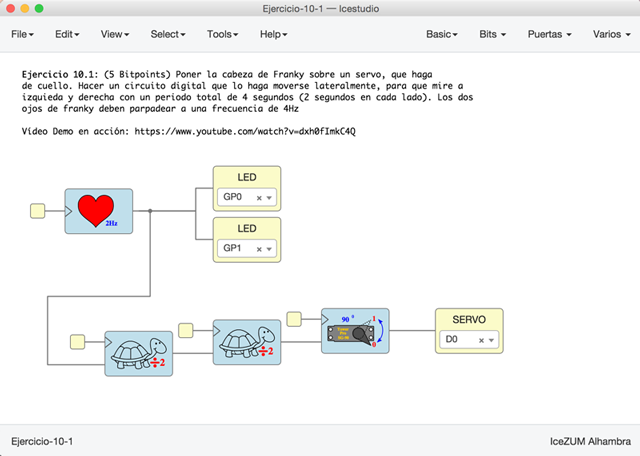 Ejercicio-10-1 — Icestudio
File Edit View Select Tools Help Basic Bits Puertas Varios
Ejercicio 10.1: (5 Bitpoints) Poner la cabeza de Franky sobre un servo, que haga
de cuello. Hacer un circuito digital que lo haga moverse lateralmente, para que mire a
izquieda y derecha con un periodo total de 4 segundos (2 segundos en cada lado). Los dos
ojos de franky deben parpadear a una frecuencia de 4Hz
Vídeo Demo en acción: https://www.youtube.com/watch?v=dxh0fImkC4Q
LED
GP0
2Hz
LED
GP1
90 º 1
0
÷2
÷2
SERVO
D0
Ejercicio-10-1 IceZUM Alhambra